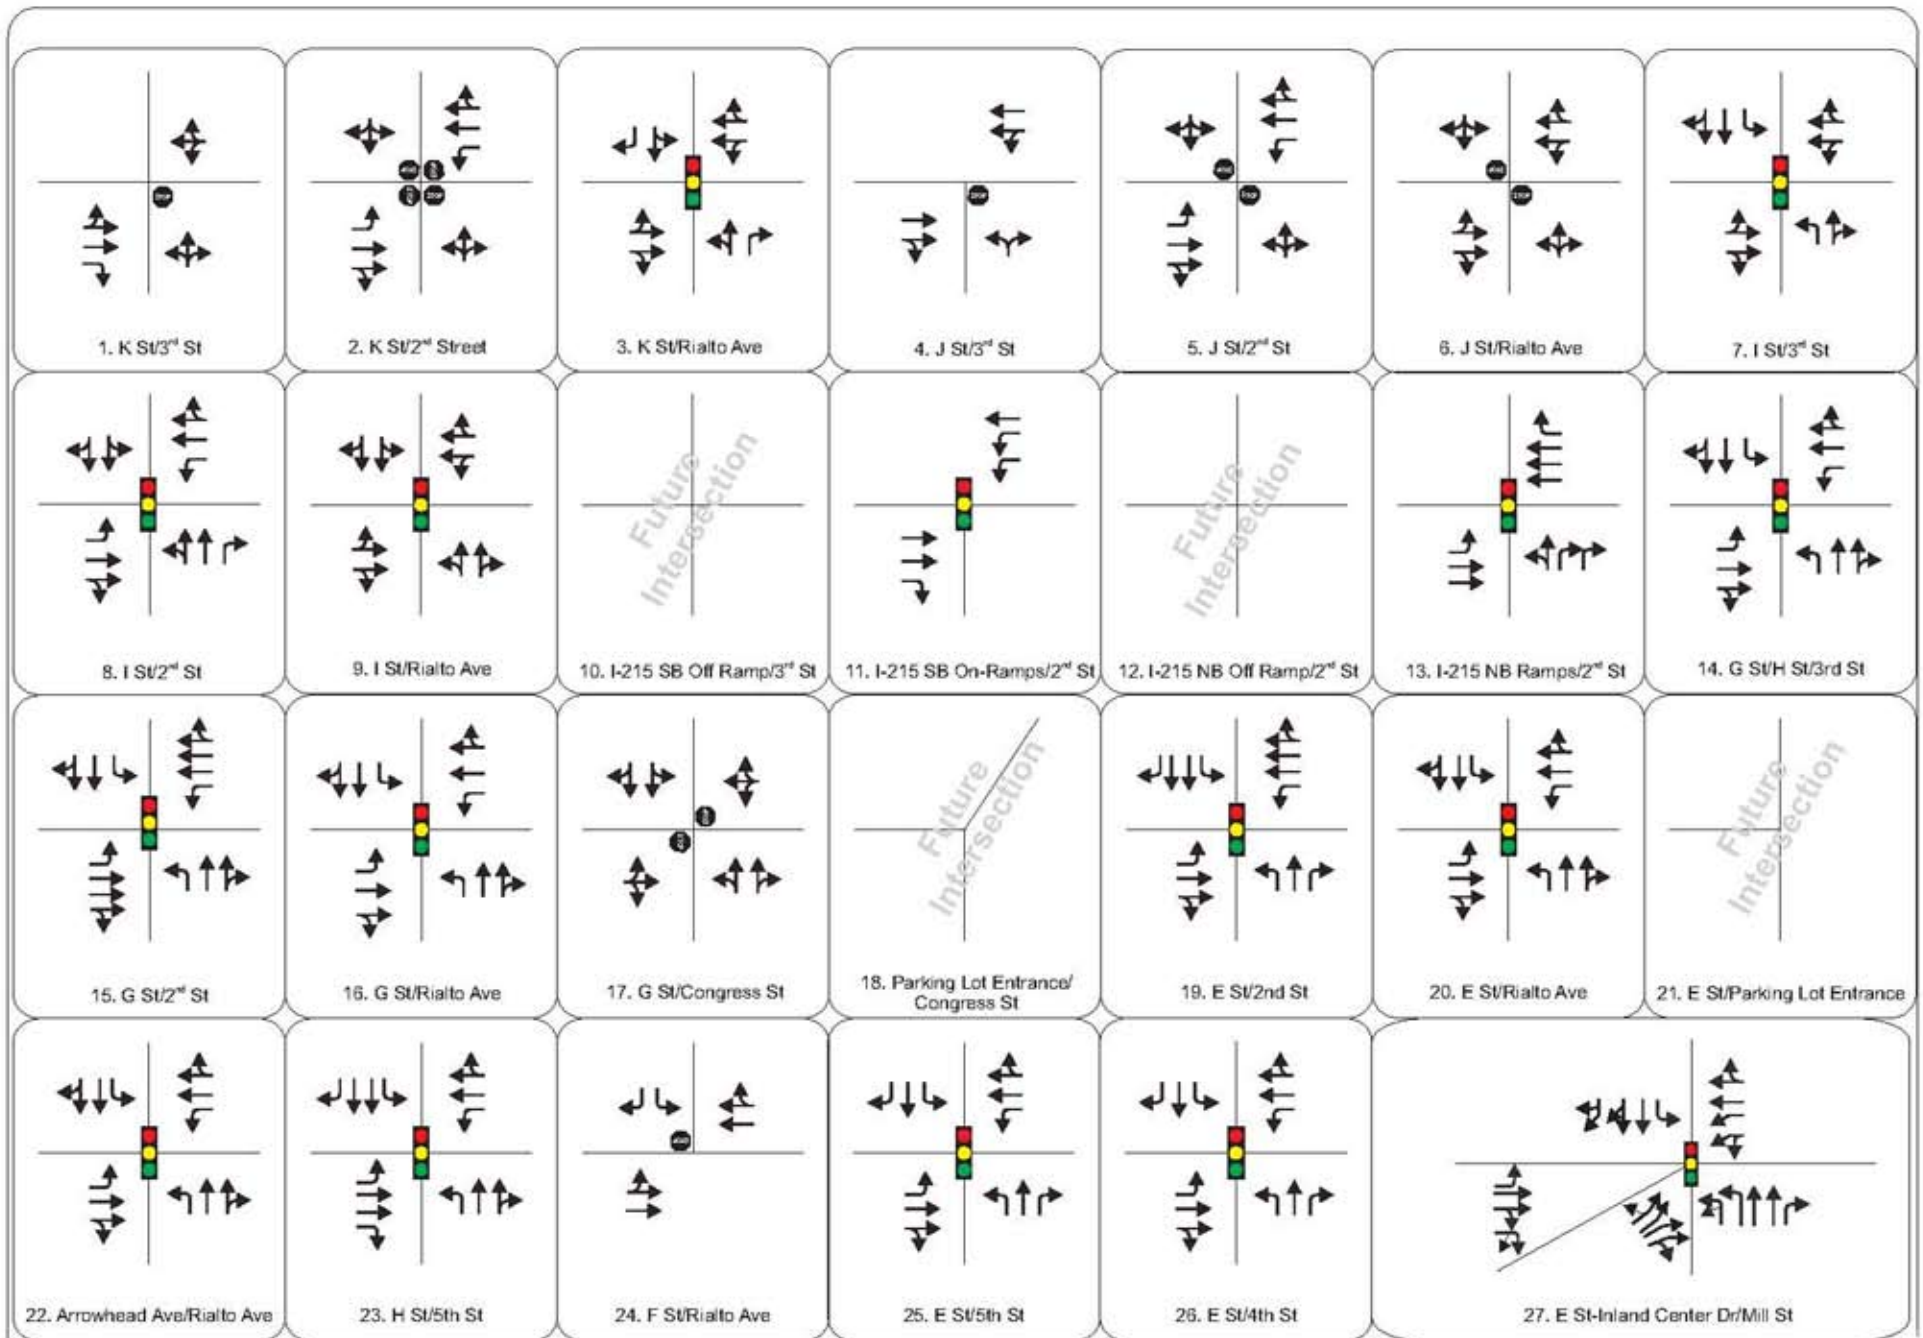 1. K St/3rd St
2. K St/2nd Street
3. K St/Rialto Ave
4. J St/3rd St
5. J St/2nd St
6. J St/Rialto Ave
7. I St/3rd St
8. I St/2nd St
9. I St/Rialto Ave
Future
Intersection
10. I-215 SB Off Ramp/3rd St
11. I-215 SB On-Ramps/2nd St
Future
Intersection
12. I-215 NB Off Ramp/2nd St
13. I-215 NB Ramps/2nd St
14. G St/H St/3rd St
15. G St/2nd St
16. G St/Rialto Ave
17. G St/Congress St
Future
Intersection
18. Parking Lot Entrance/
Congress St
19. E St/2nd St
20. E St/Rialto Ave
Future
Intersection
21. E St/Parking Lot Entrance
22. Arrowhead Ave/Rialto Ave
23. H St/5th St
24. F St/Rialto Ave
25. E St/5th St
26. E St/4th St
27. E St-Inland Center Dr/Mill St